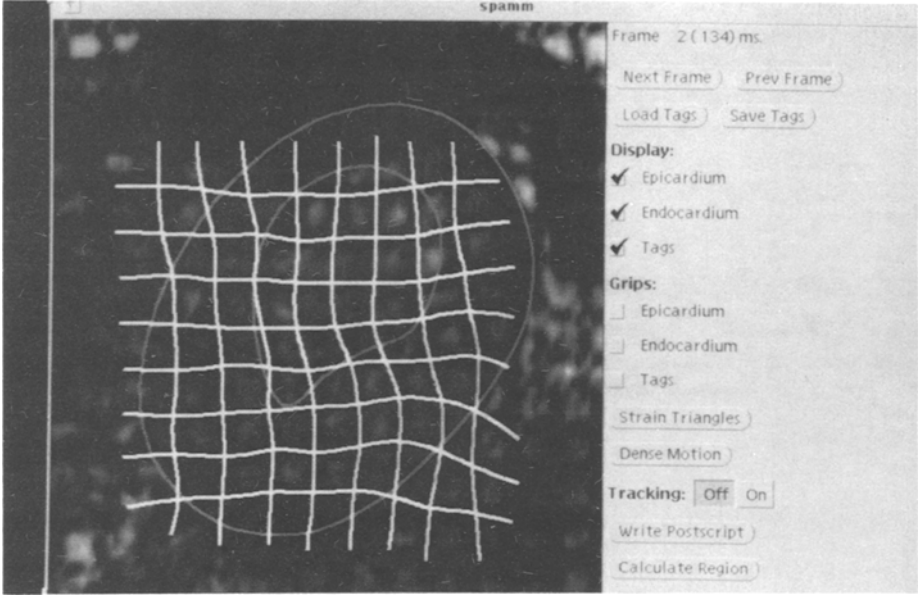 spamm
Frame 2 ( 134) ms.
Next Frame Prev Frame
Load Tags Save Tags
Display:
Epicardium
Endocardium
Tags
Grips:
Epicardium
Endocardium
Tags
Strain Triangles
Dense Motion
Tracking: Off On
Write Postscript
Calculate Region